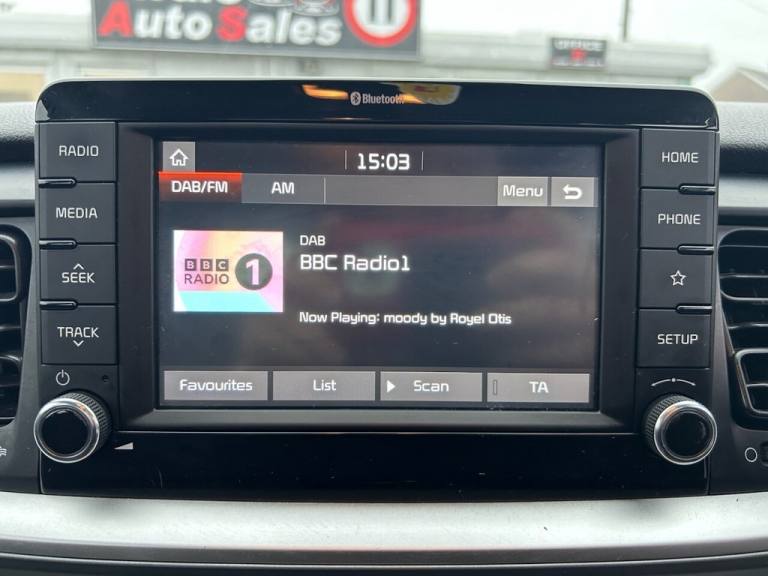 Auto Sales
Bluetooth
RADIO
MEDIA
SEEK
TRACK
15:03
DAB/FM
AM
Menu
BBC
RADIO 1
DAB
BBC Radio1
Now Playing: moody by Royel Otis
Favourites
List
Scan
TA
HOME
PHONE
SETUP